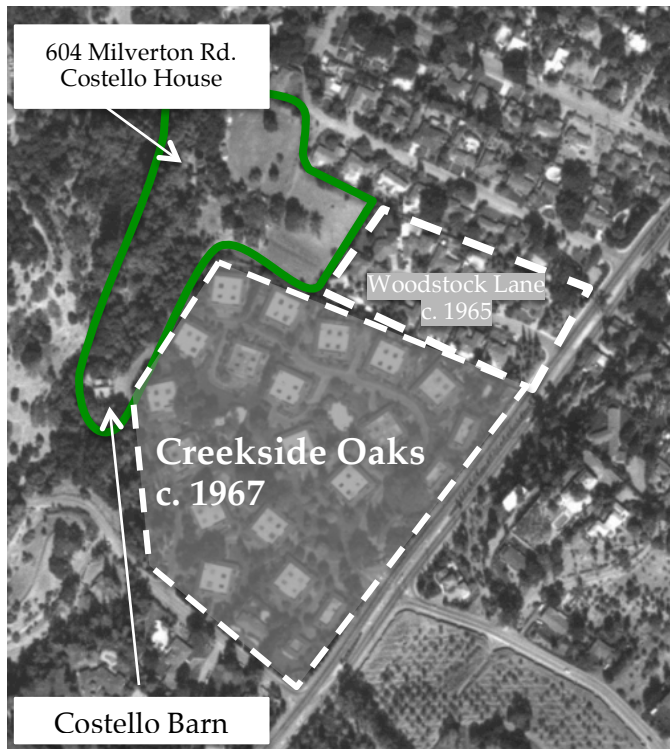 604 Milverton Rd.
Costello House
Woodstock Lane
c. 1965
Creekside Oaks
c. 1967
Costello Barn